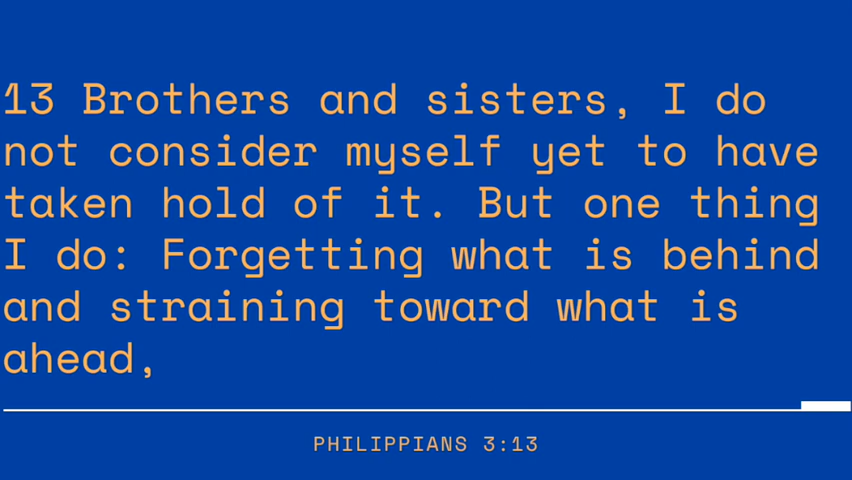 13 Brothers and sisters, I do
not consider myself yet to have
taken hold of it. But one thing
I do: Forgetting what is behind
and straining toward what is
ahead,
PHILIPPIANS 3:13